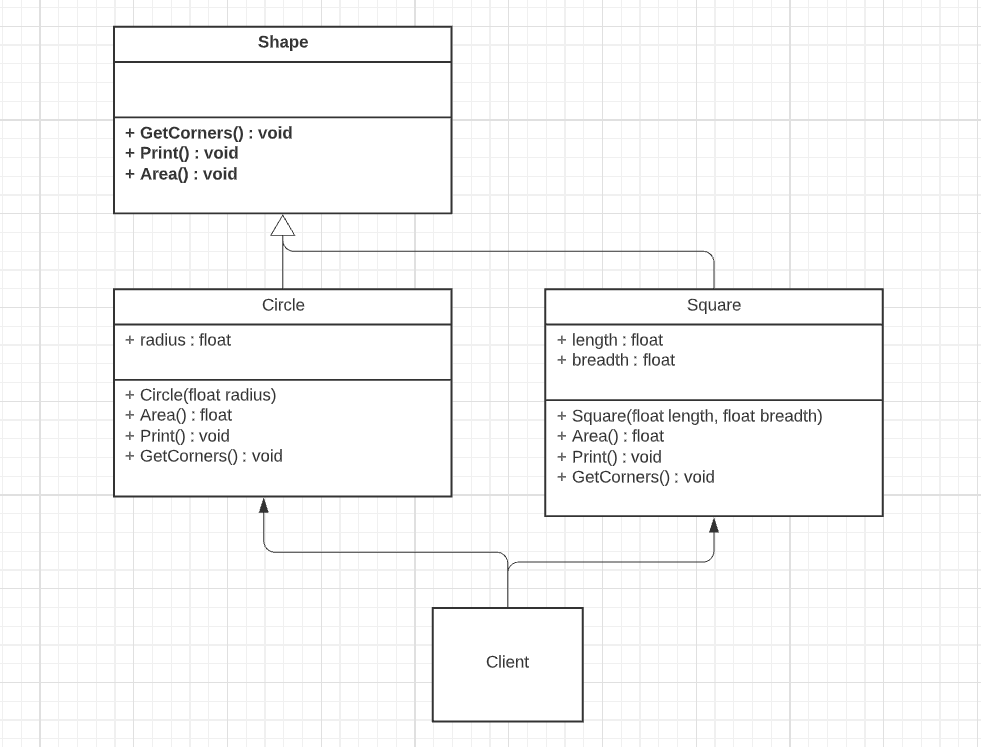 Shape
+ GetCorners() : void
+ Print() : void
+ Area() : void
Circle
+ radius : float
+ Circle(float radius)
+ Area() : float
+ Print() : void
+ GetCorners() : void
Square
+ length : float
+ breadth : float
+ Square(float length, float breadth)
+ Area() : float
+ Print() : void
+ GetCorners() : void
Client